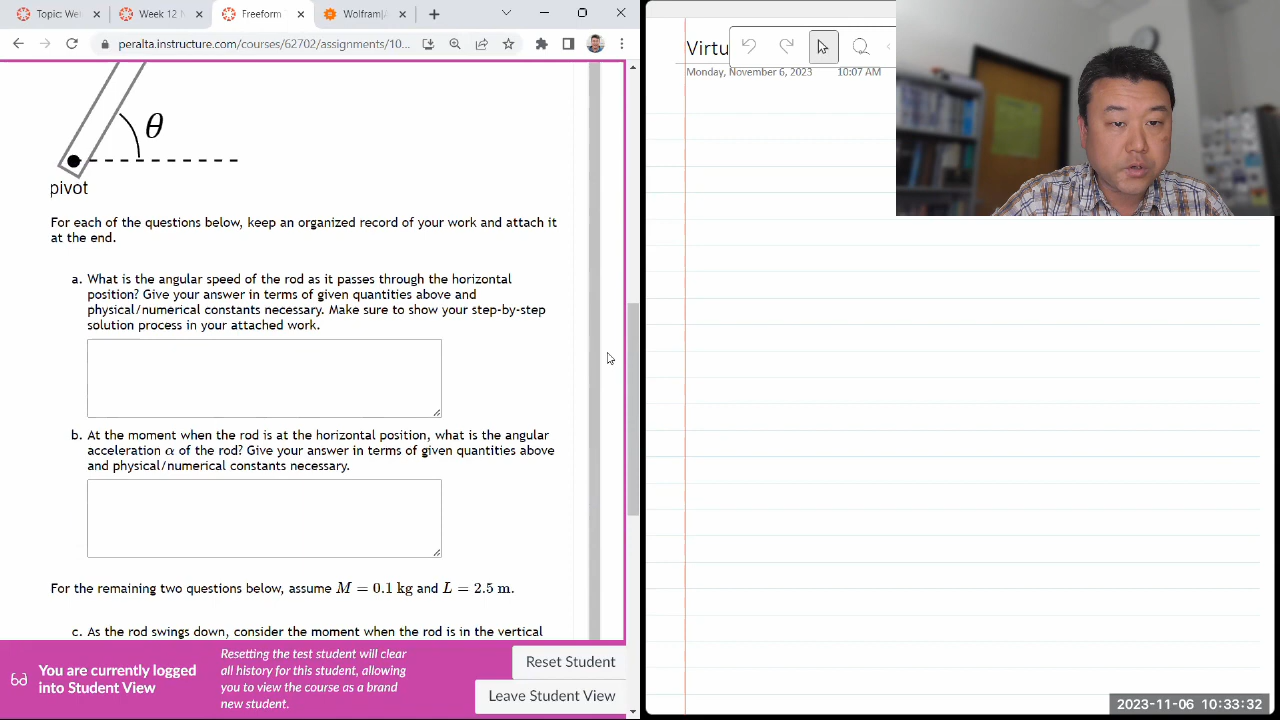 Topic: Week
Week 12 N
Freeform
WolframA
peralta.instructure.com/courses/62702/assignments/10...
θ
pivot
For each of the questions below, keep an organized record of your work and attach it
at the end.
a. What is the angular speed of the rod as it passes through the horizontal
position? Give your answer in terms of given quantities above and
physical/numerical constants necessary. Make sure to show your step-by-step
solution process in your attached work.
b. At the moment when the rod is at the horizontal position, what is the angular
acceleration α of the rod? Give your answer in terms of given quantities above
and physical/numerical constants necessary.
For the remaining two questions below, assume M = 0.1 kg and L = 2.5 m.
c. As the rod swings down, consider the moment when the rod is in the vertical
You are currently logged
into Student View
Resetting the test student will clear
all history for this student, allowing
you to view the course as a brand
new student.
Reset Student
Leave Student View
Virtu
Monday, November 6, 2023 10:07 AM
2023-11-06 10:33:32